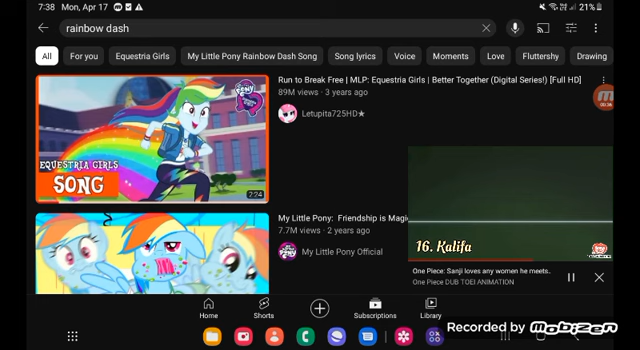 7:38 Mon, Apr 17
21%
rainbow dash
All
For you
Equestria Girls
My Little Pony Rainbow Dash Song
Song lyrics
Voice
Moments
Love
Fluttershy
Drawing
Run to Break Free | MLP: Equestria Girls | Better Together (Digital Series!) [Full HD]
89M views · 3 years ago
Letupita725HD★
EQUESTRIA GIRLS
SONG
2:24
00:36
My Little Pony: Friendship is Magic
7.7M views · 2 years ago
My Little Pony Official
16. Kalifa
One Piece: Sanji loves any women he meets.
One Piece DUB TOEI ANIMATION
Home
Shorts
Subscriptions
Library
Recorded by Mobizen